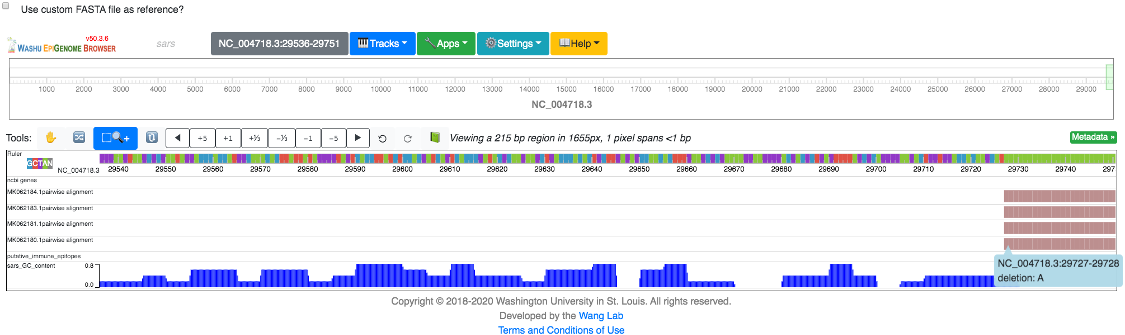 Use custom FASTA file as reference?
WASHU EPIGENOME BROWSER v50.3.6 sars NC_004718.3:29536-29751 Tracks Apps Settings Help
1000 2000 3000 4000 5000 6000 7000 8000 9000 10000 11000 12000 13000 14000 15000 16000 17000 18000 19000 20000 21000 22000 23000 24000 25000 26000 27000 28000 29000
NC_004718.3
Tools: +5 +1 +⅓ -⅓ -1 -5 Viewing a 215 bp region in 1655px, 1 pixel spans <1 bp Metadata »
Ruler
GCTAN NC_004718.3 29540 29550 29560 29570 29580 29590 29600 29610 29620 29630 29640 29650 29660 29670 29680 29690 29700 29710 29720 29730 29740 297
ncbi genes
MK062184.1pairwise alignment
MK062183.1pairwise alignment
MK062181.1pairwise alignment
MK062180.1pairwise alignment
putative_immune_epitopes
sars_GC_content 0.8
0.0
NC_004718.3:29727-29728
deletion: A
Copyright © 2018-2020 Washington University in St. Louis. All rights reserved.
Developed by the Wang Lab
Terms and Conditions of Use